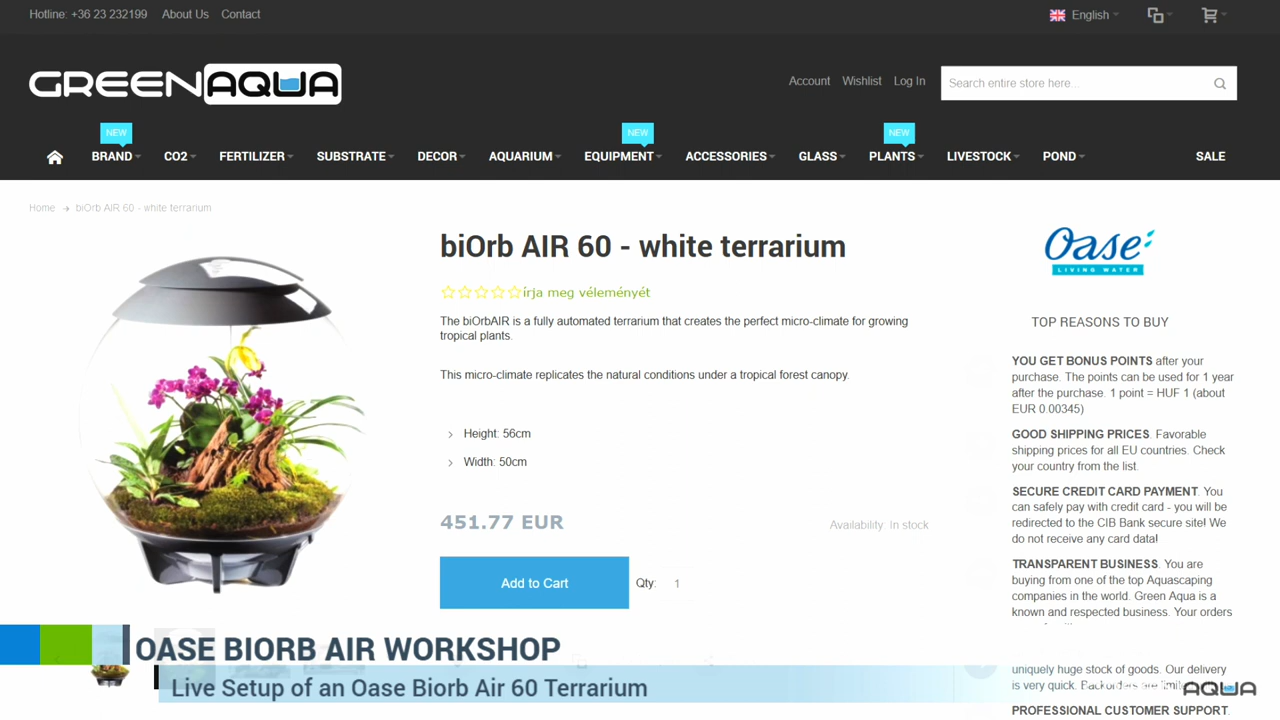 Hotline: +36 23 232199 About Us Contact
English
GREENAQUA
Account Wishlist Log In
Search entire store here...
NEW NEW NEW
BRAND CO2 FERTILIZER SUBSTRATE DECOR AQUARIUM EQUIPMENT ACCESSORIES GLASS PLANTS LIVESTOCK POND SALE
Home → biOrb AIR 60 - white terrarium
biOrb AIR 60 - white terrarium
írja meg véleményét
The biOrbAIR is a fully automated terrarium that creates the perfect micro-climate for growing
tropical plants.
This micro-climate replicates the natural conditions under a tropical forest canopy.
Height: 56cm
Width: 50cm
451.77 EUR
Availability: In stock
Add to Cart
Qty: 1
Oase
LIVING WATER
TOP REASONS TO BUY
YOU GET BONUS POINTS after your
purchase. The points can be used for 1 year
after the purchase. 1 point = HUF 1 (about
EUR 0.00345)
GOOD SHIPPING PRICES. Favorable
shipping prices for all EU countries. Check
your country from the list.
SECURE CREDIT CARD PAYMENT. You
can safely pay with credit card - you will be
redirected to the CIB Bank secure site! We
do not receive any card data!
TRANSPARENT BUSINESS. You are
buying from one of the top Aquascaping
companies in the world. Green Aqua is a
known and respected business. Your orders
uniquely huge stock of goods. Our delivery
is very quick.
PROFESSIONAL CUSTOMER SUPPORT.
OASE BIORB AIR WORKSHOP
Live Setup of an Oase Biorb Air 60 Terrarium
AQUA